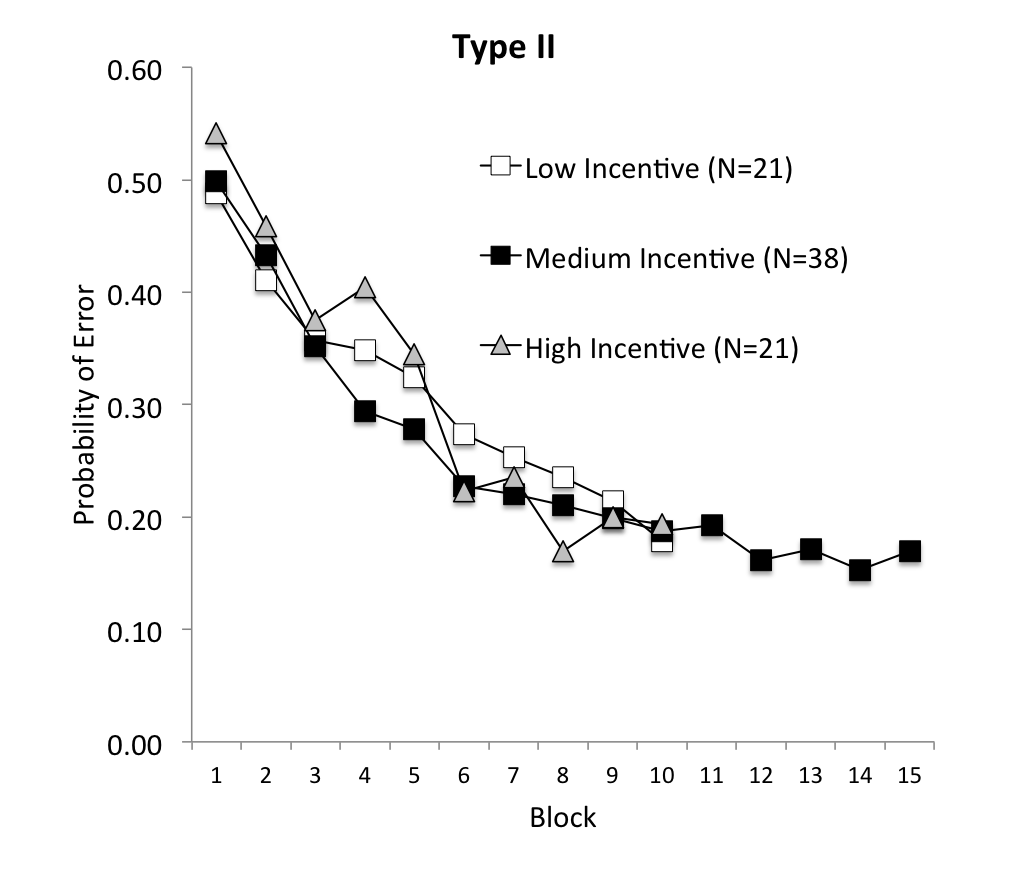 Type II
0.60
0.50
0.40
0.30
0.20
0.10
0.00
Probability of Error
Low Incentive (N=21)
Medium Incentive (N=38)
High Incentive (N=21)
1 2 3 4 5 6 7 8 9 10 11 12 13 14 15
Block